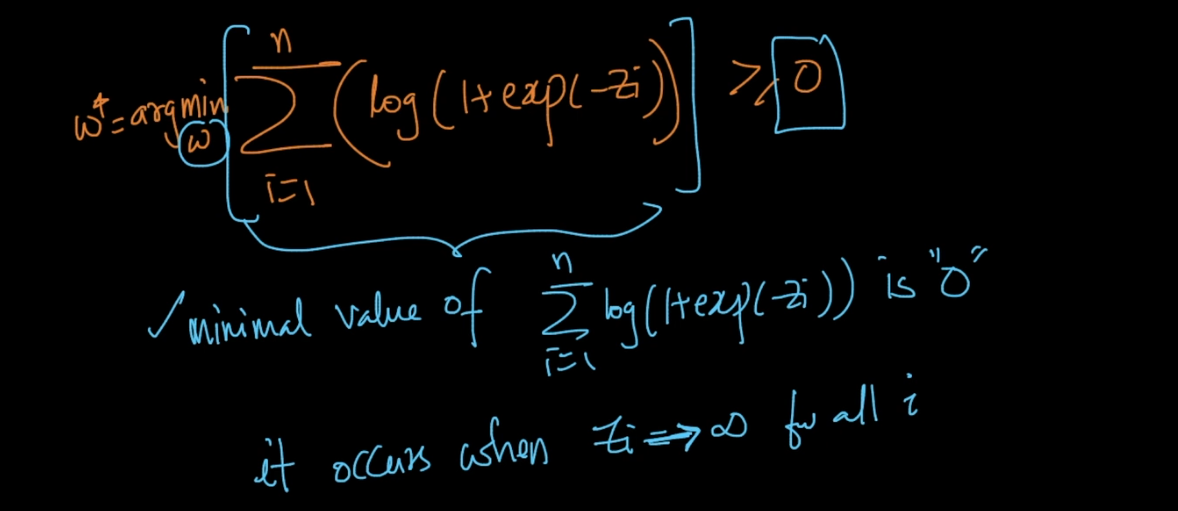 w* = argmin w [ n ∑ i=1 (log(1+exp(-zi)) ] ≥ 0
✓ minimal value of n ∑ i=1 log(1+exp(-zi)) is "0"
it occurs when zi → ∞ for all i